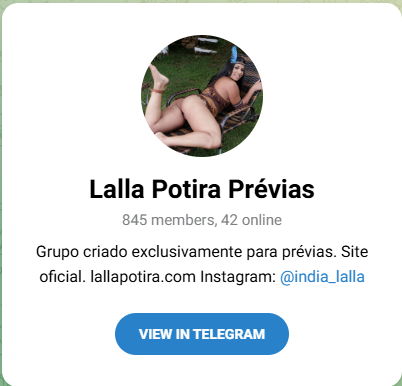 Lalla Potira Prévias
845 members, 42 online
Grupo criado exclusivamente para prévias. Site
oficial. lallapotira.com Instagram: @india_lalla
VIEW IN TELEGRAM